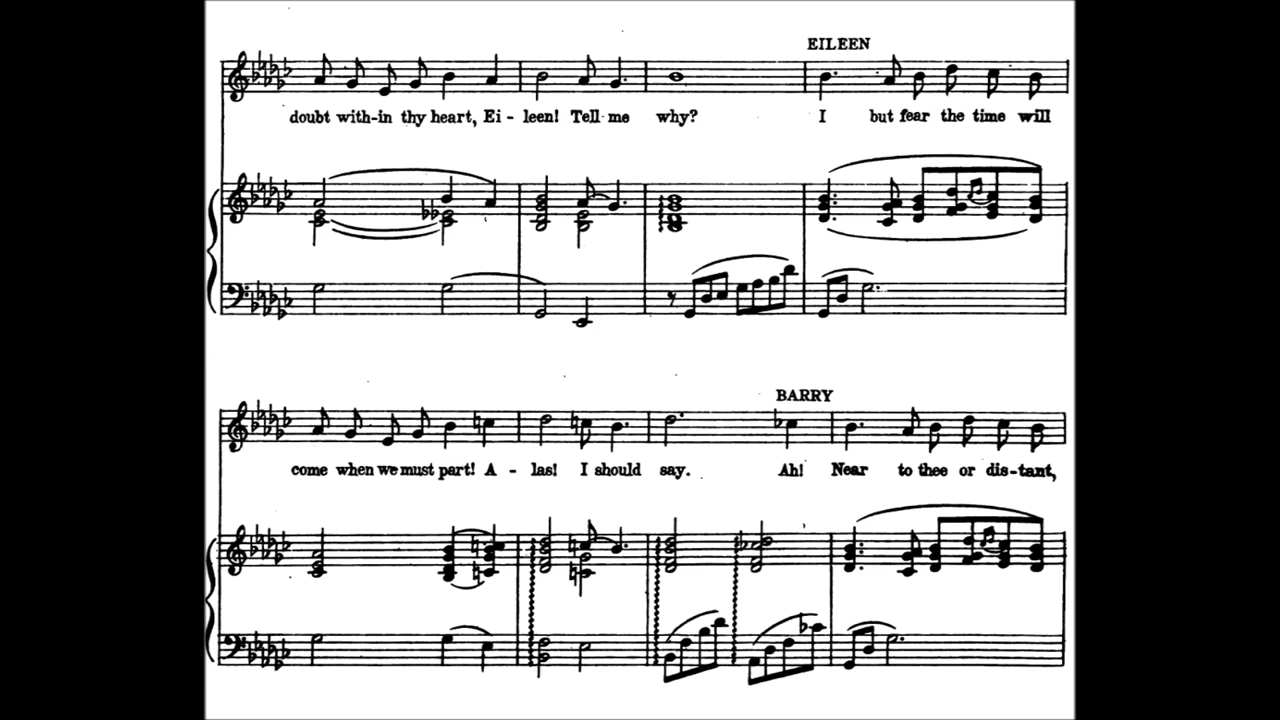 EILEEN
doubt with-in thy heart, Ei - leen! Tell me why? I but fear the time will
BARRY
come when we must part! A - las! I should say. Ah! Near to thee or dis-tant,